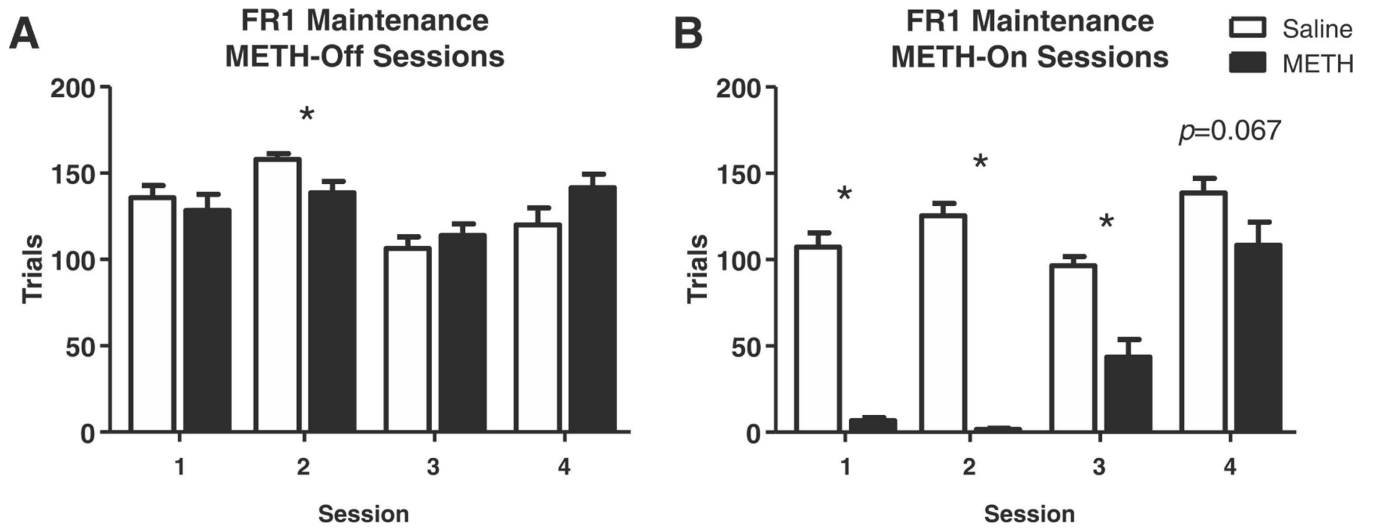 A
FR1 Maintenance
METH-Off Sessions
200
150
100
50
0
Trials
*
1
2
3
4
Session
B
FR1 Maintenance
METH-On Sessions
Saline
METH
200
150
100
50
0
Trials
*
*
*
p=0.067
1
2
3
4
Session